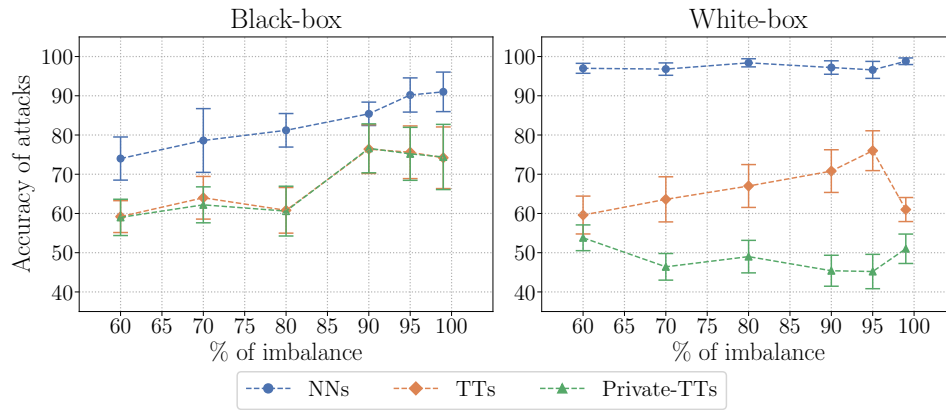 Black-box
White-box
Accuracy of attacks
100
90
80
70
60
50
40
60 65 70 75 80 85 90 95 100
% of imbalance
100
90
80
70
60
50
40
60 65 70 75 80 85 90 95 100
% of imbalance
NNs TTs Private-TTs